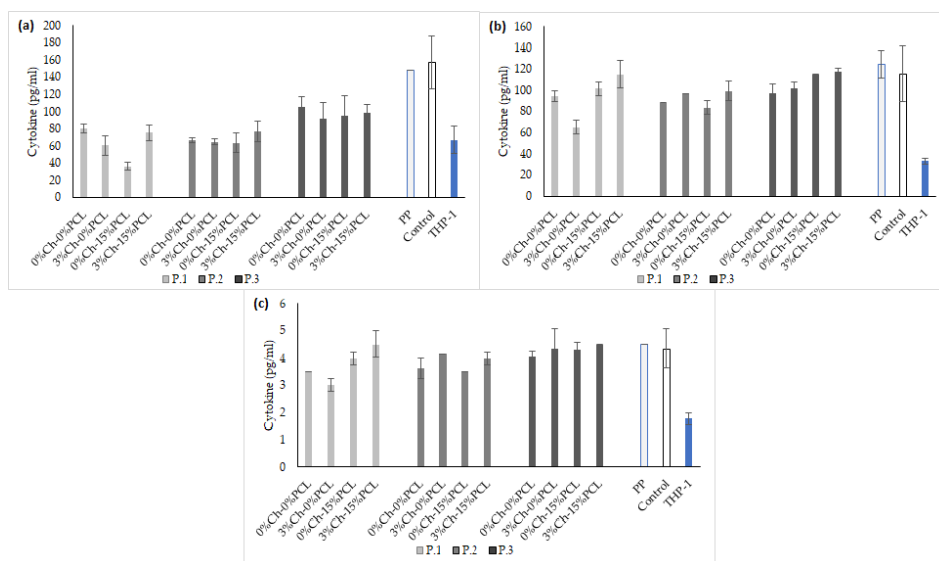 (a)
Cytokine (pg/ml)
200
180
160
140
120
100
80
60
40
20
0
0%Ch-0%PCL
3%Ch-0%PCL
0%Ch-15%PCL
3%Ch-15%PCL
0%Ch-0%PCL
3%Ch-0%PCL
0%Ch-15%PCL
3%Ch-15%PCL
0%Ch-0%PCL
3%Ch-0%PCL
0%Ch-15%PCL
3%Ch-15%PCL
PP
Control
THP-1
P.1 P.2 P.3
(b)
Cytokine (pg/ml)
160
140
120
100
80
60
40
20
0
0%Ch-0%PCL
3%Ch-0%PCL
0%Ch-15%PCL
3%Ch-15%PCL
0%Ch-0%PCL
3%Ch-0%PCL
0%Ch-15%PCL
3%Ch-15%PCL
0%Ch-0%PCL
3%Ch-0%PCL
0%Ch-15%PCL
3%Ch-15%PCL
PP
Control
THP-1
P.1 P.2 P.3
(c)
Cytokine (pg/ml)
6
5
4
3
2
1
0
0%Ch-0%PCL
3%Ch-0%PCL
0%Ch-15%PCL
3%Ch-15%PCL
0%Ch-0%PCL
3%Ch-0%PCL
0%Ch-15%PCL
3%Ch-15%PCL
0%Ch-0%PCL
3%Ch-0%PCL
0%Ch-15%PCL
3%Ch-15%PCL
PP
Control
THP-1
P.1 P.2 P.3